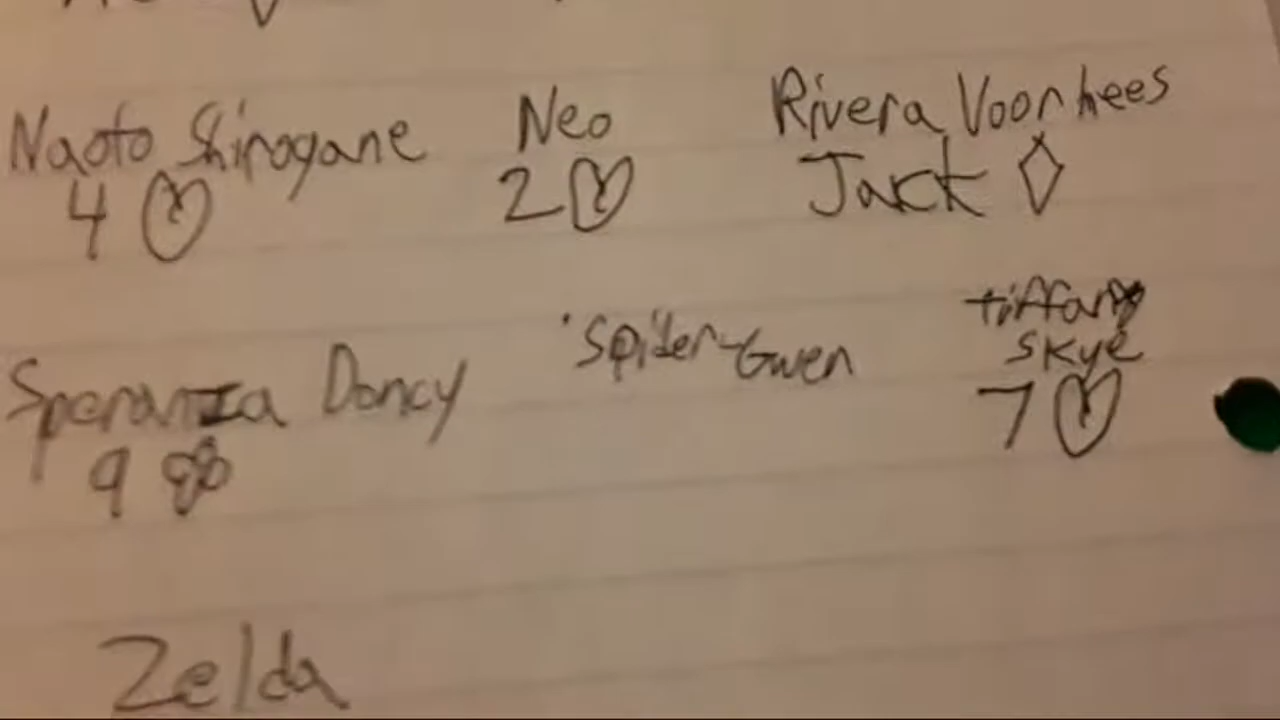 Naoto Shirogane
4 ♡
Neo
2 ♡
Rivera Voorhees
Jack ◇
Speranza Dancy
9 ♧
Spider-Gwen
tiffany
skye
7 ♡
Zelda